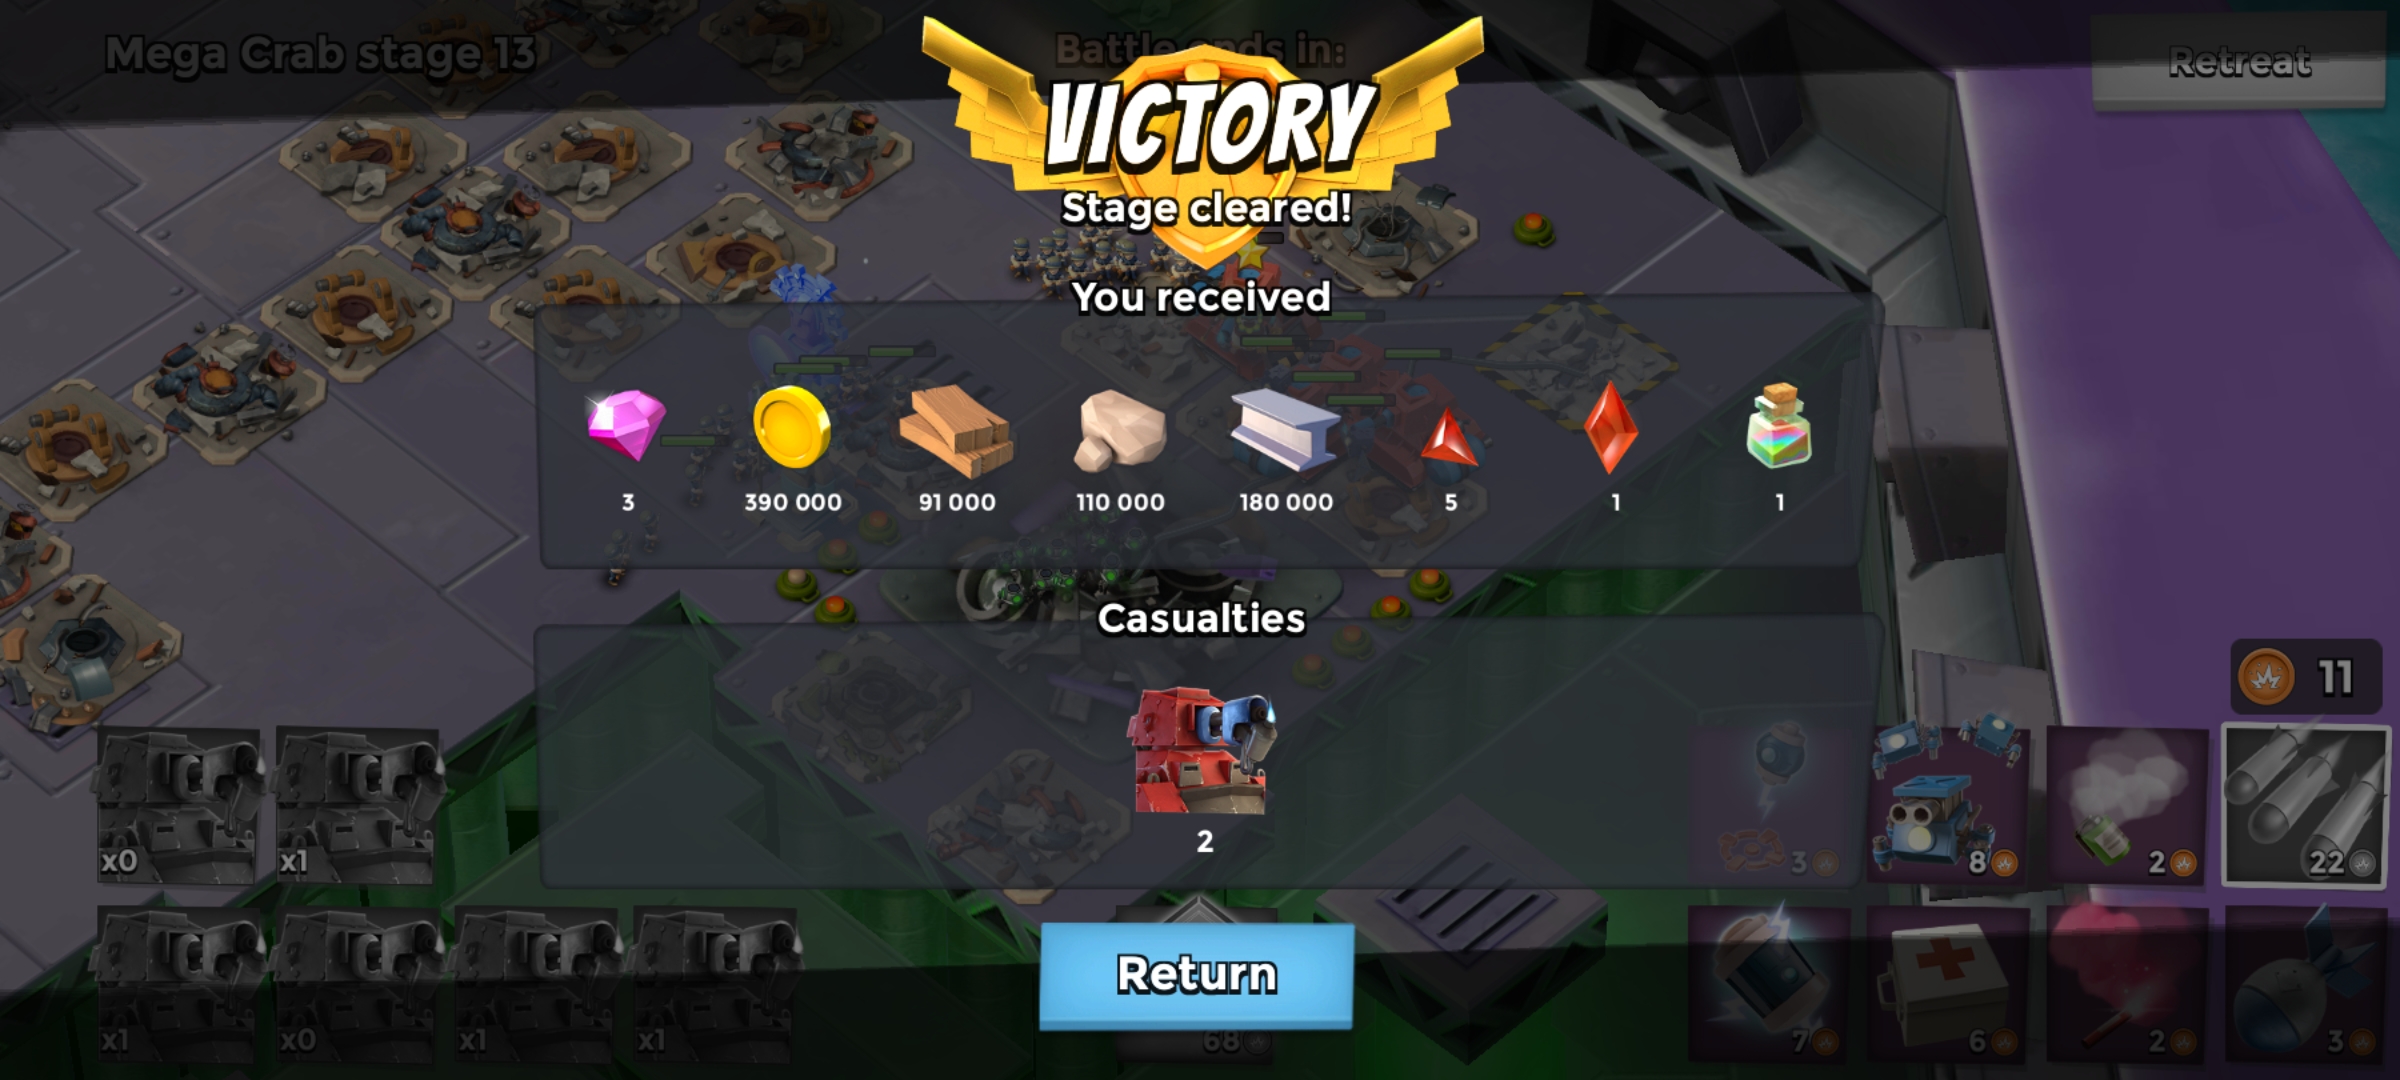 Mega Crab stage 13
Battle ends in:
Retreat
VICTORY
Stage cleared!
You received
3
390 000
91 000
110 000
180 000
5
1
1
Casualties
2
11
x0
x1
3
8
2
22
x1
x0
x1
x1
Return
68
7
6
2
3